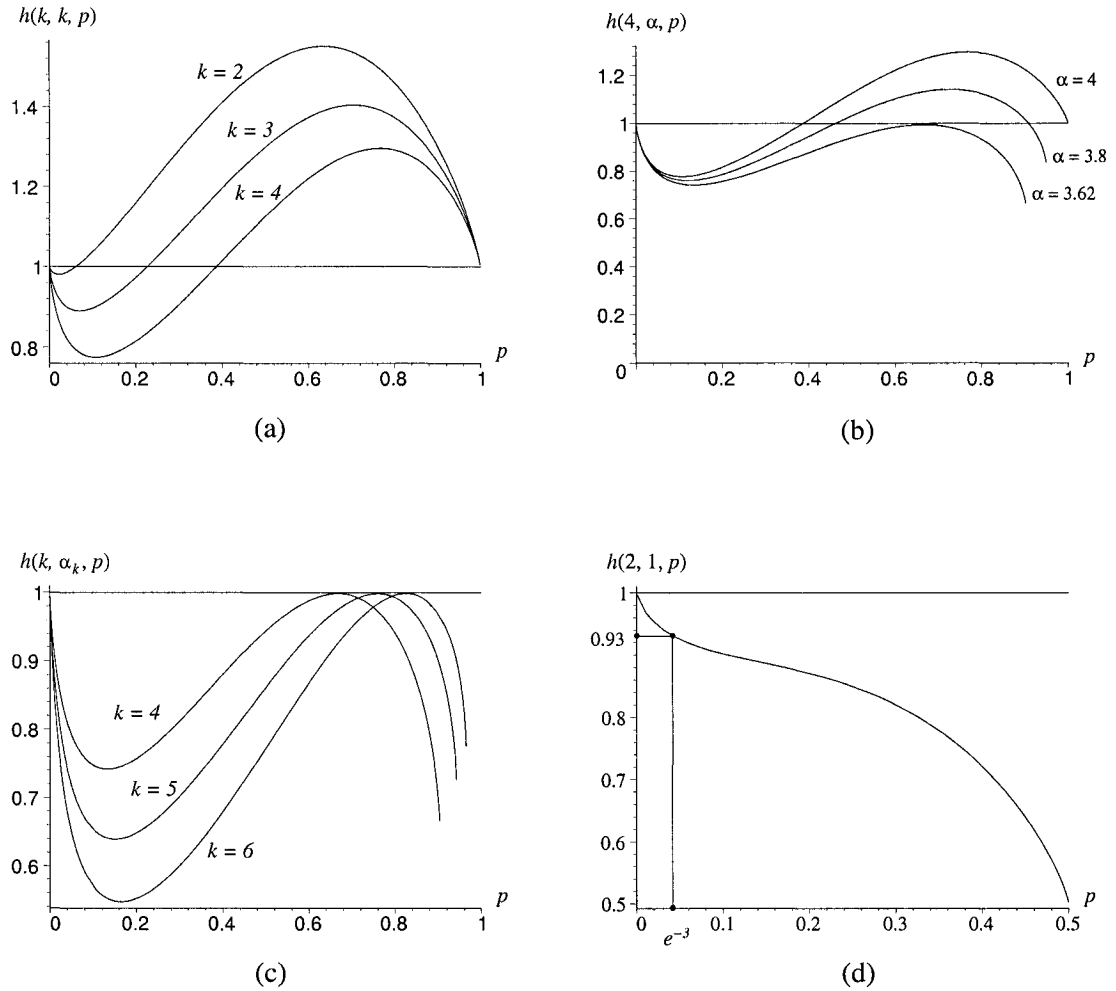 h(k, k, p)
1.4
1.2
1
0.8
k = 2
k = 3
k = 4
0
0.2
0.4
0.6
0.8
1
p
(a)
h(4, α, p)
1.2
1
0.8
0.6
0.4
0.2
0
α = 4
α = 3.8
α = 3.62
0.2
0.4
0.6
0.8
1
p
(b)
h(k, αₖ, p)
1
0.9
0.8
0.7
0.6
k = 4
k = 5
k = 6
0
0.2
0.4
0.6
0.8
1
p
(c)
h(2, 1, p)
1
0.93
0.8
0.7
0.6
0.5
0
e⁻³
0.1
0.2
0.3
0.4
0.5
p
(d)